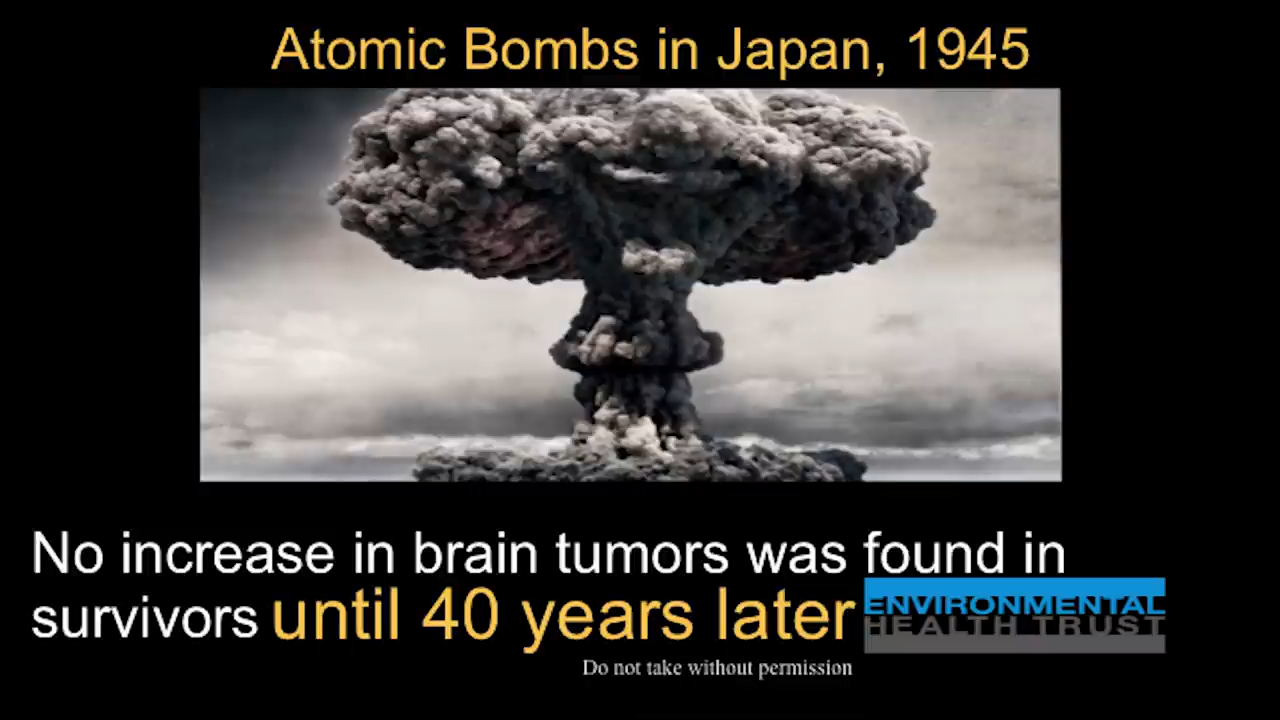 Atomic Bombs in Japan, 1945
No increase in brain tumors was found in
survivors until 40 years later
ENVIRONMENTAL
HEALTH TRUST
Do not take without permission